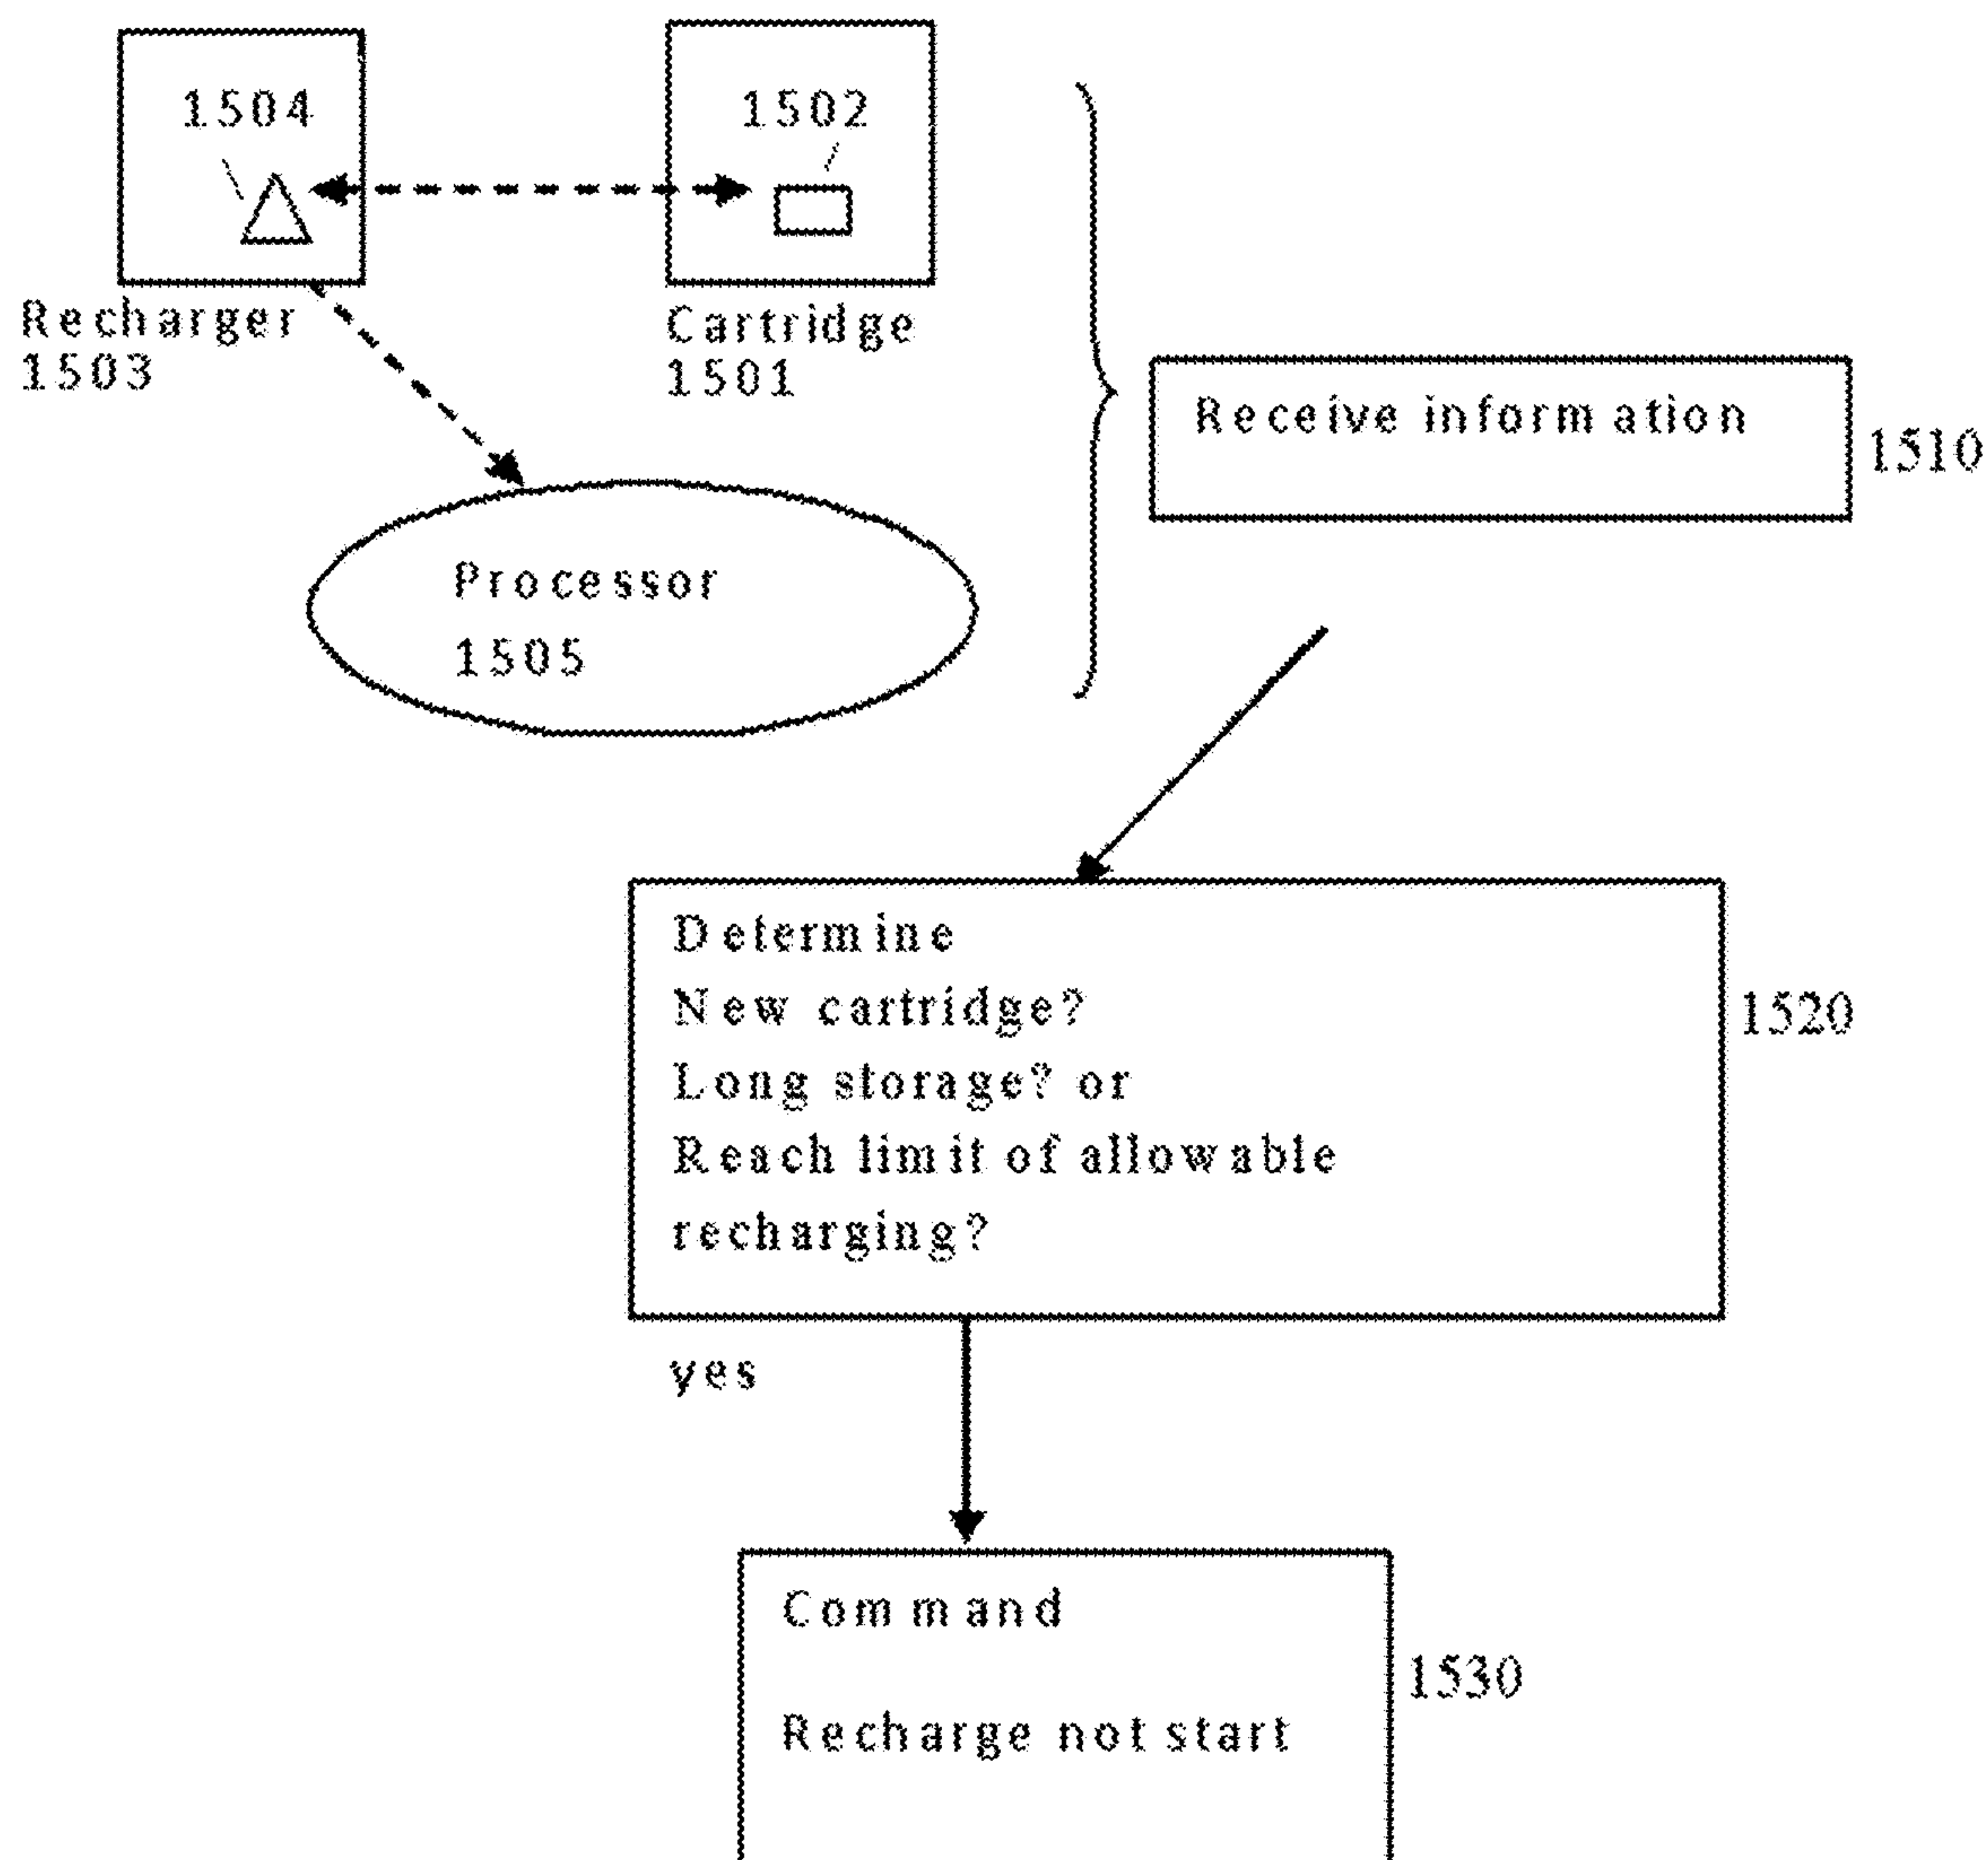 1504
1502
Recharger
1503
Cartridge
1501
Receive information
1510
Processor
1505
Determine
New cartridge?
Long storage? or
Reach limit of allowable
recharging?
1520
yes
Command
Recharge not start
1530